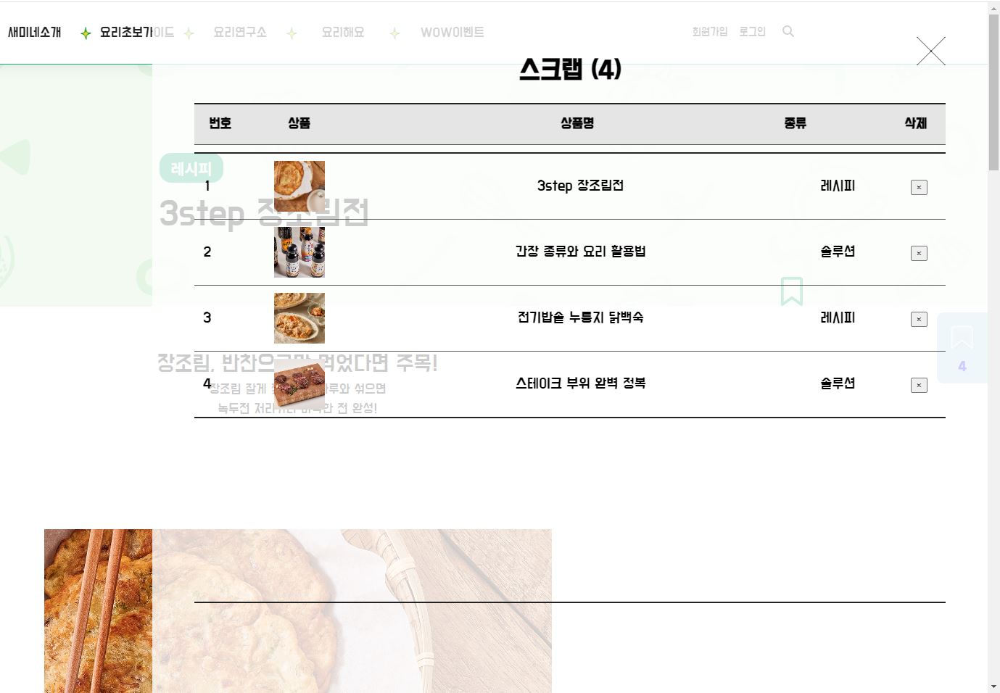 새미네소개 요리초보가이드 요리연구소 요리해요 WOW이벤트 회원가입 로그인
스크랩 (4)
번호 상품 상품명 종류 삭제
레시피
1 3step 장조림전 레시피 ×
3step 장조림전
2 간장 종류와 요리 활용법 솔루션 ×
3 전기밥솥 누룽지 닭백숙 레시피 ×
장조림, 반찬으로만 먹었다면 주목!
4
4 스테이크 부위 완벽 정복 솔루션 ×
장조림 잘게 루와 섞으면
녹두전 저리 한 전 완성!